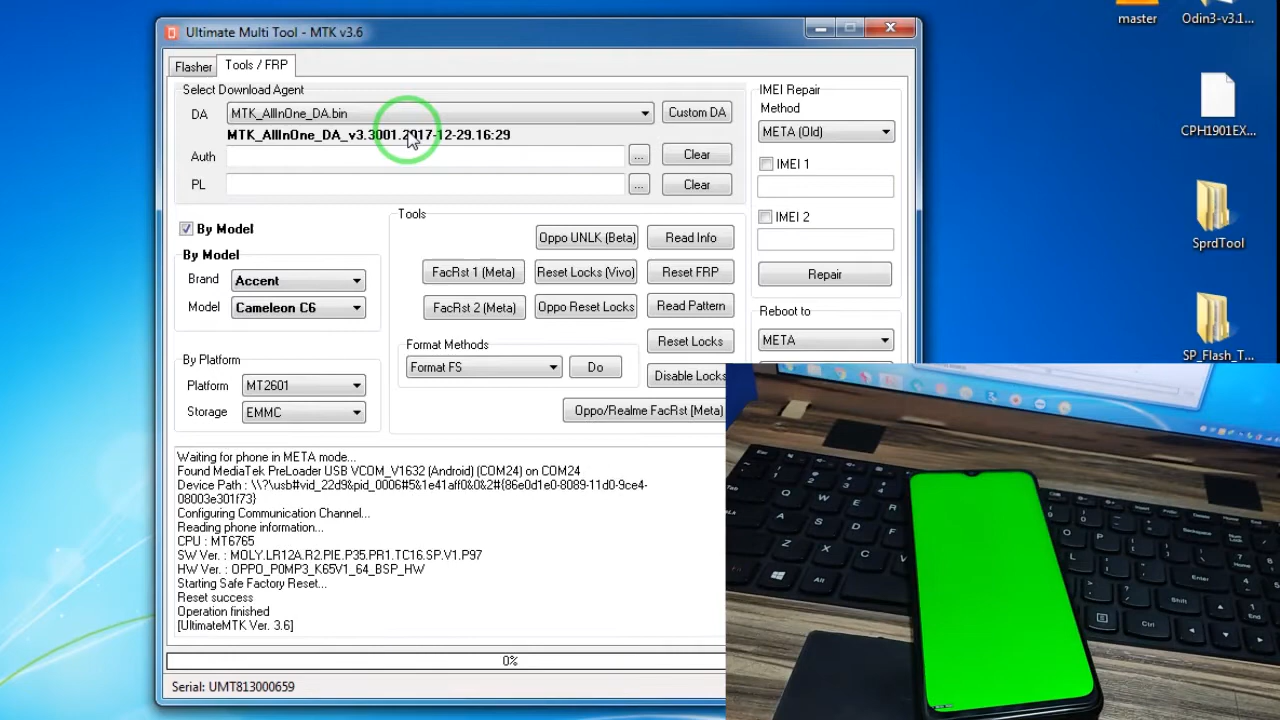 master
Odin3-v3.1...
Ultimate Multi Tool - MTK v3.6
Flasher
Tools / FRP
Select Download Agent
DA
MTK_AllInOne_DA.bin
Custom DA
MTK_AllInOne_DA_v3.3001.2017-12-29.16:29
Auth
...
Clear
PL
...
Clear
IMEI Repair
Method
META (Old)
IMEI 1
IMEI 2
Repair
CPH1901EX...
SprdTool
SP_Flash_T...
By Model
By Model
Brand
Accent
Model
Cameleon C6
By Platform
Platform
MT2601
Storage
EMMC
Tools
Oppo UNLK (Beta)
Read Info
FacRst 1 (Meta)
Reset Locks (Vivo)
Reset FRP
FacRst 2 (Meta)
Oppo Reset Locks
Read Pattern
Reset Locks
Format Methods
Format FS
Do
Disable Locks
Oppo/Realme FacRst [Meta]
Reboot to
META
Waiting for phone in META mode...
Found MediaTek PreLoader USB VCOM_V1632 (Android) (COM24) on COM24
Device Path : \\?\usb#vid_22d9&pid_0006#5&1e41aff0&0&2#{86e0d1e0-8089-11d0-9ce4-
08003e301f73}
Configuring Communication Channel...
Reading phone information...
CPU : MT6765
SW Ver. : MOLY.LR12A.R2.PIE.P35.PR1.TC16.SP.V1.P97
HW Ver. : OPPO_P0MP3_K65V1_64_BSP_HW
Starting Safe Factory Reset...
Reset success
Operation finished
[UltimateMTK Ver. 3.6]
0%
Serial: UMT813000659
Esc
Tab
Q
W
E
R
A
S
D
F
Z
X
C
V
Alt
O
P
K
L
Enter
Shift
Ctrl